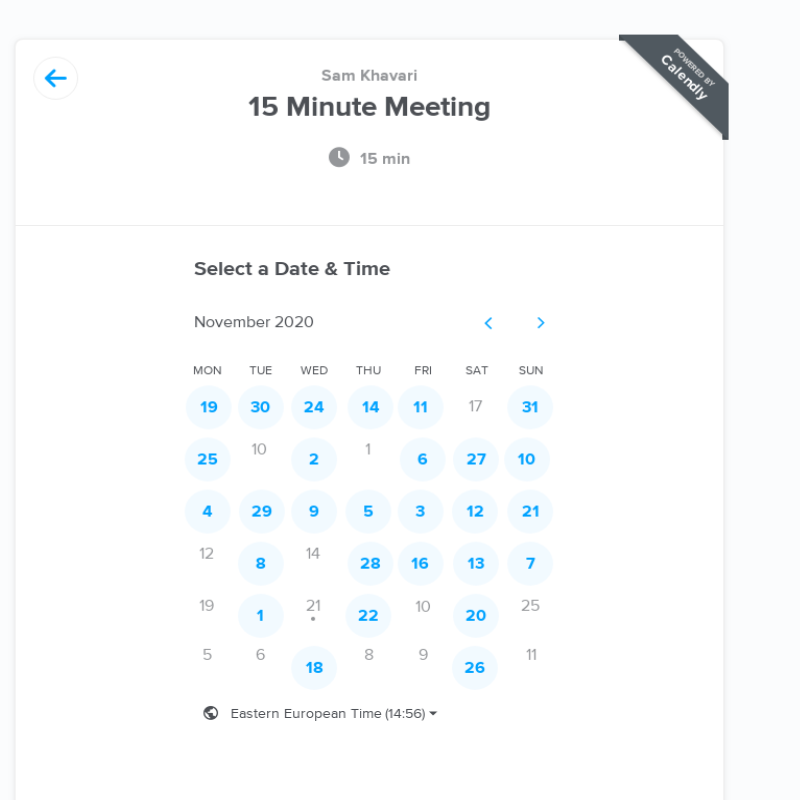 Sam Khavari
POWERED BY
Calendly
15 Minute Meeting
15 min
Select a Date & Time
November 2020
MON TUE WED THU FRI SAT SUN
19 30 24 14 11 17 31
25 10 2 1 6 27 10
4 29 9 5 3 12 21
12 8 14 28 16 13 7
19 1 21 22 10 20 25
5 6 18 8 9 26 11
Eastern European Time (14:56)